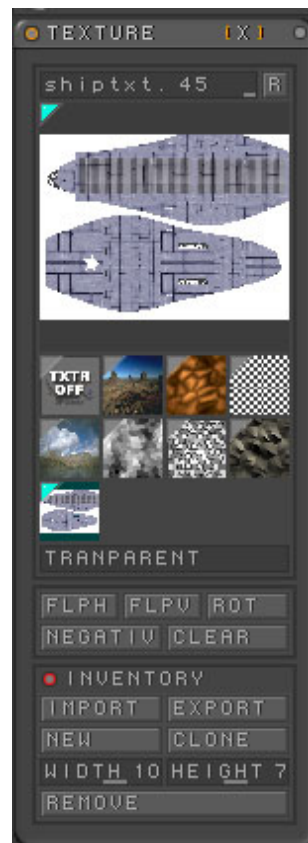 TEXTURE [X]
shiptxt. 45 _ R
TXTR
OFF
TRANPARENT
FLPH FLPV ROT
NEGATIV CLEAR
INVENTORY
IMPORT EXPORT
NEW CLONE
WIDTH 10 HEIGHT 7
REMOVE